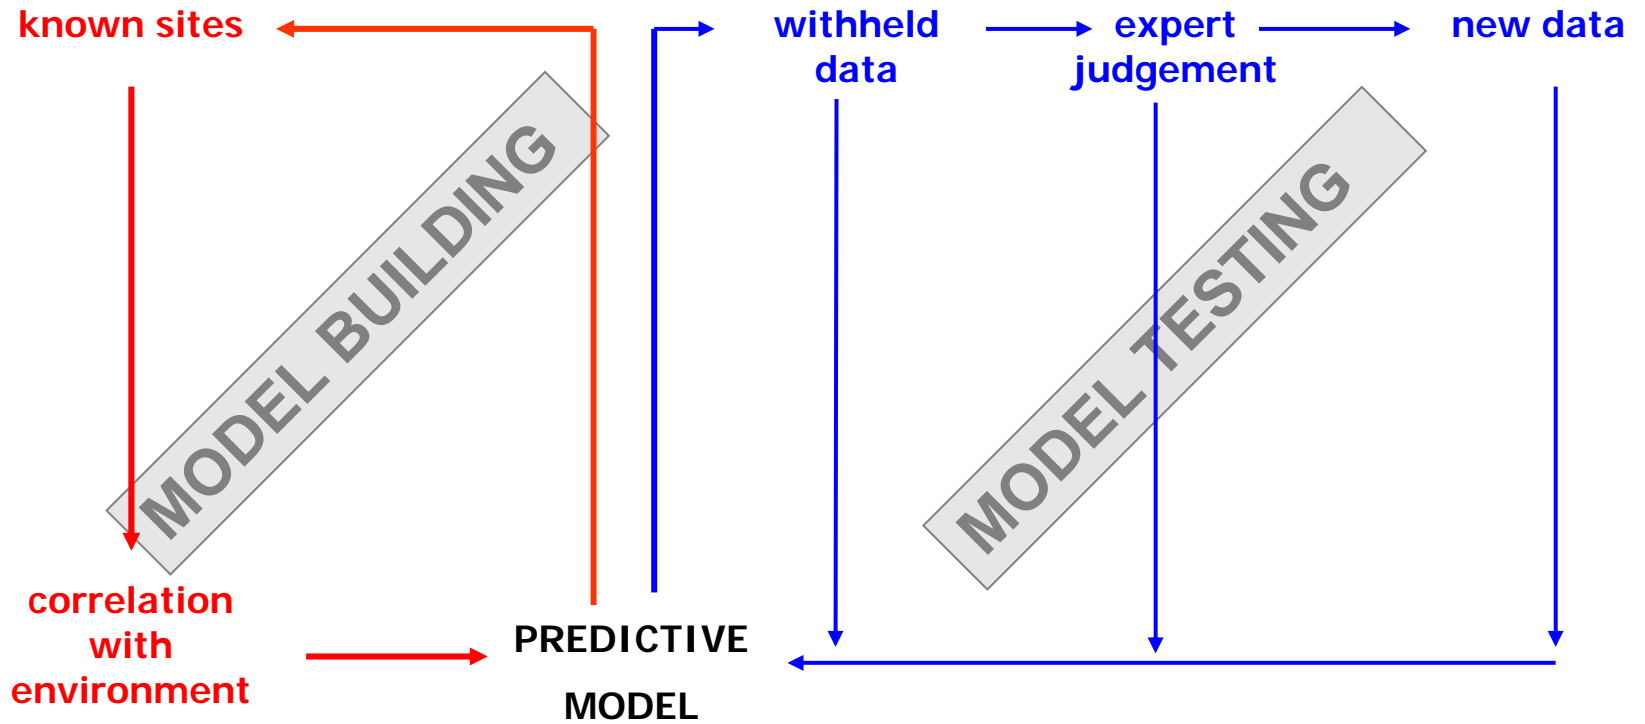 known sites
withheld
data
expert
judgement
new data
MODEL BUILDING
MODEL TESTING
correlation
with
environment
PREDICTIVE
MODEL